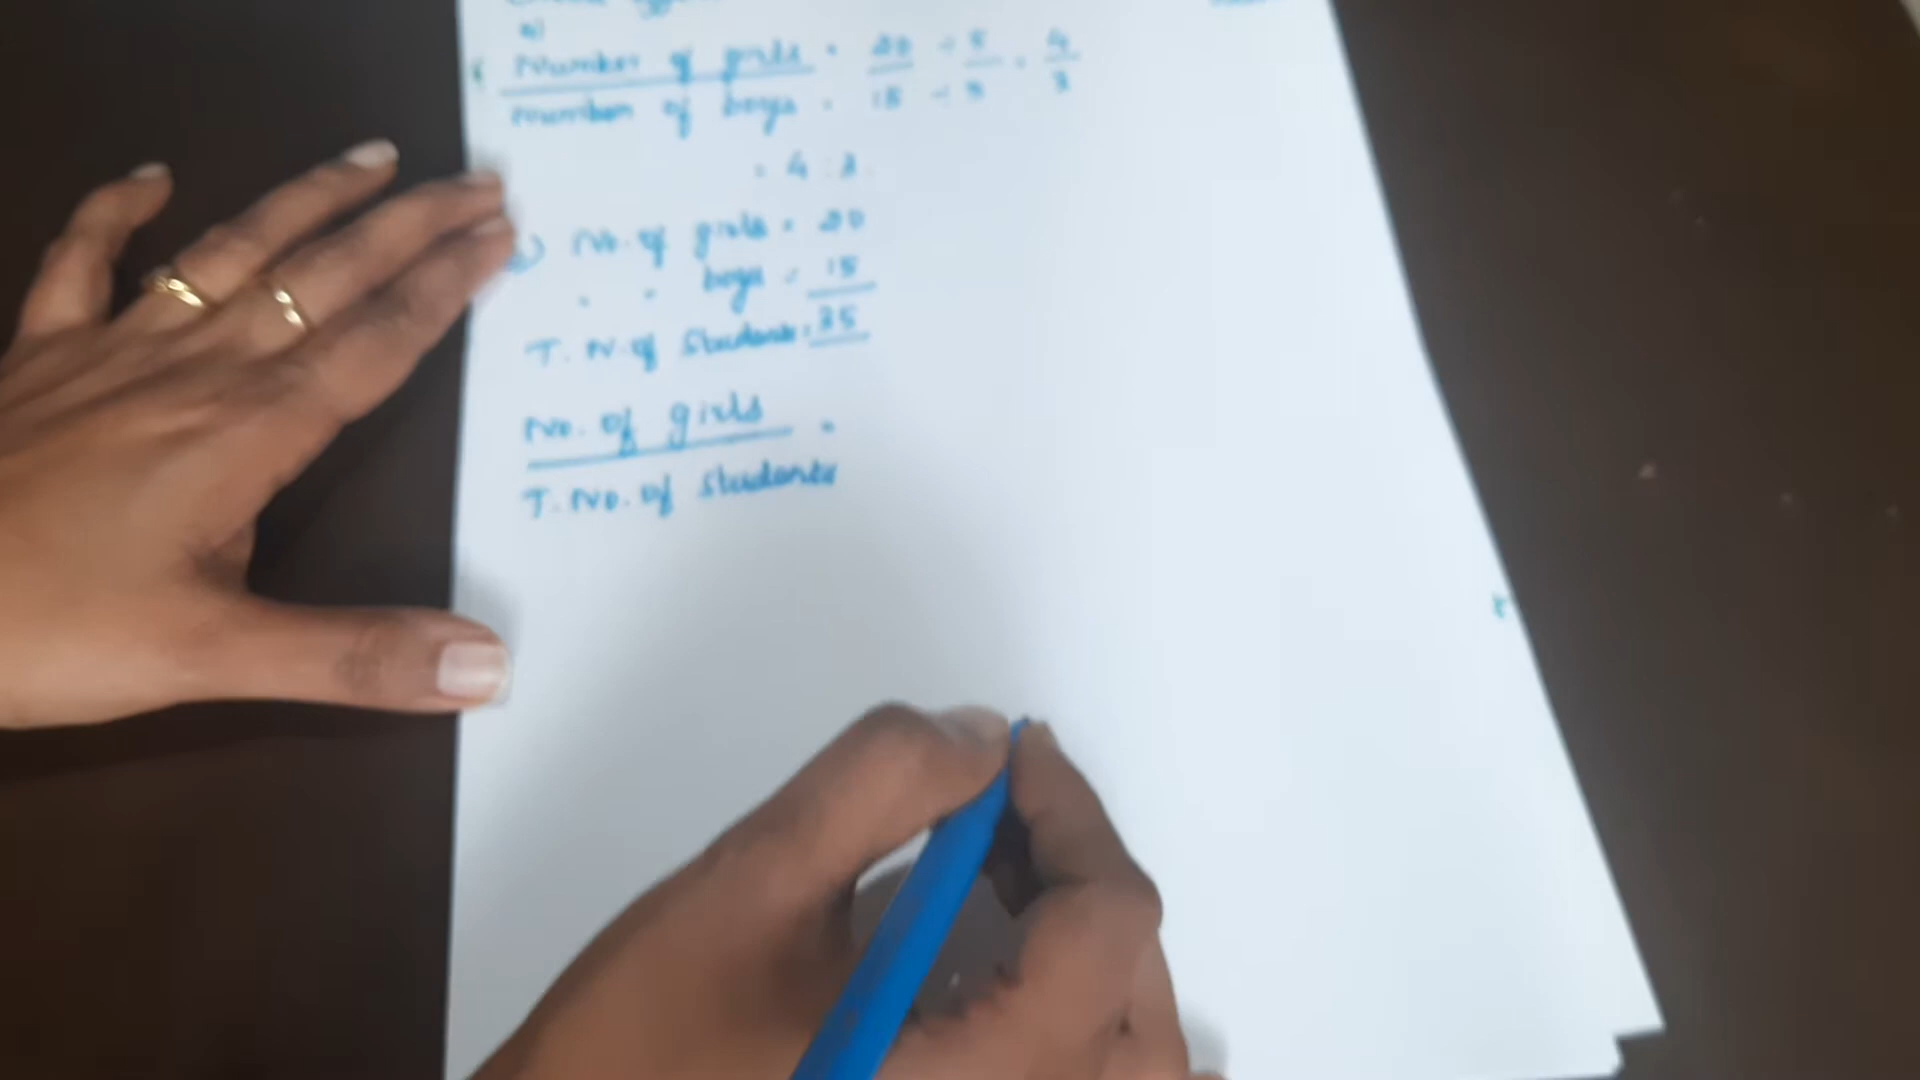 a)
Number of girls = 20 ÷ 5 = 4
Number of boys = 15 ÷ 5 3
= 4 : 3.
b) No. of girls = 20
" " boys = 15
T. N. of Students = 35
No. of girls =
T. No. of Students